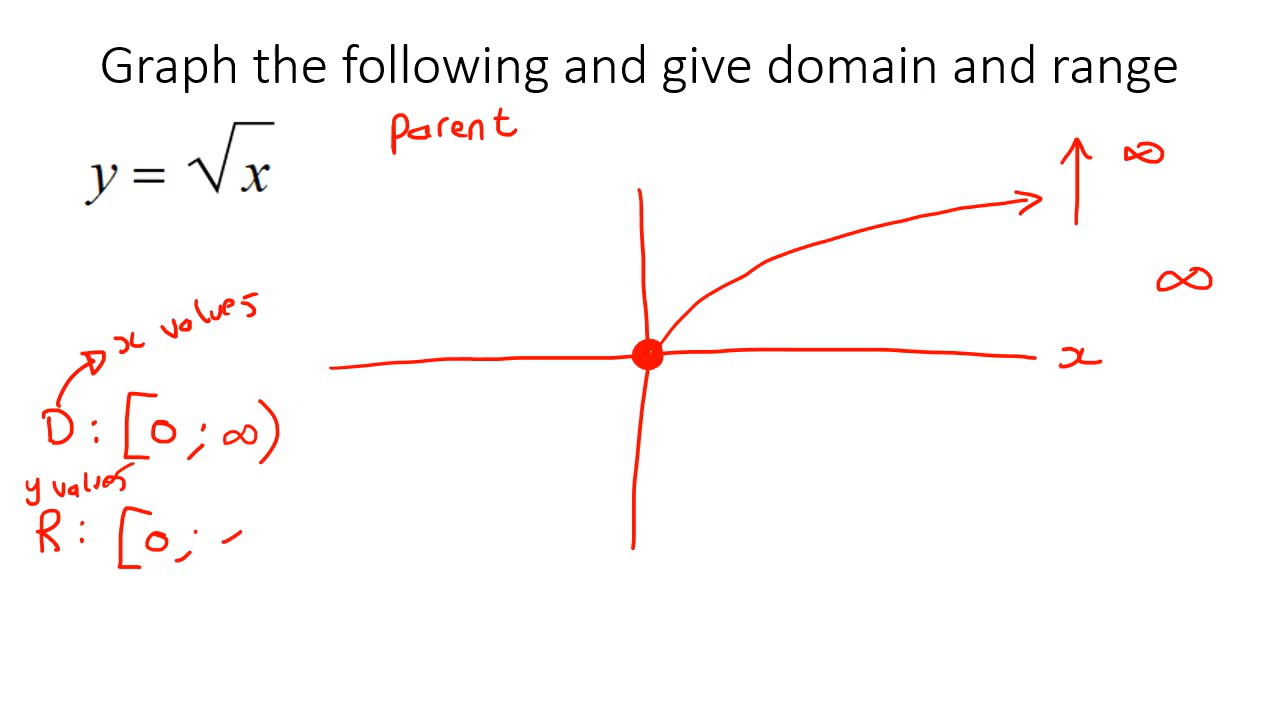 Graph the following and give domain and range
y = √x
parent
∞
∞
x
x values
D: [0 ; ∞)
y values
R: [0 ;